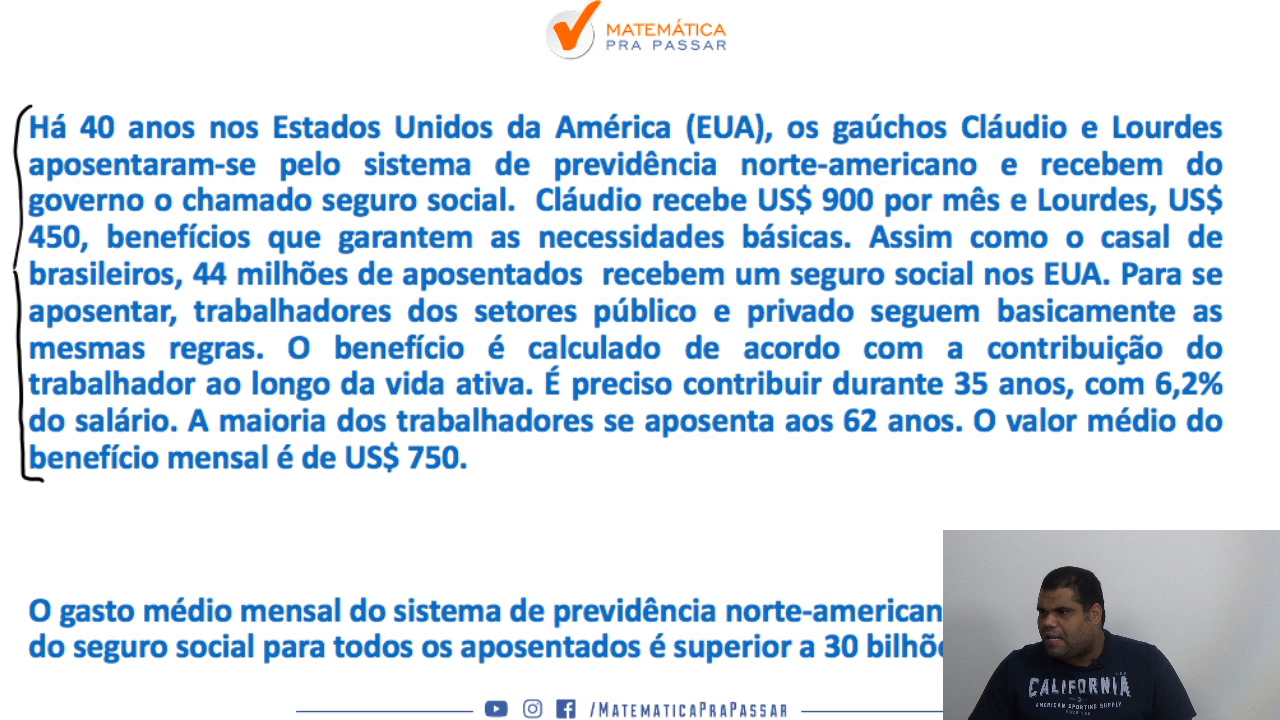 MATEMÁTICA
PRA PASSAR
Há 40 anos nos Estados Unidos da América (EUA), os gaúchos Cláudio e Lourdes
aposentaram-se pelo sistema de previdência norte-americano e recebem do
governo o chamado seguro social. Cláudio recebe US$ 900 por mês e Lourdes, US$
450, benefícios que garantem as necessidades básicas. Assim como o casal de
brasileiros, 44 milhões de aposentados recebem um seguro social nos EUA. Para se
aposentar, trabalhadores dos setores público e privado seguem basicamente as
mesmas regras. O benefício é calculado de acordo com a contribuição do
trabalhador ao longo da vida ativa. É preciso contribuir durante 35 anos, com 6,2%
do salário. A maioria dos trabalhadores se aposenta aos 62 anos. O valor médio do
benefício mensal é de US$ 750.
O gasto médio mensal do sistema de previdência norte-american
do seguro social para todos os aposentados é superior a 30 bilhõ
CALIFORNIA
AMERICAN SPORTING SUPPLY
/MATEMATICAPRAPASSAR